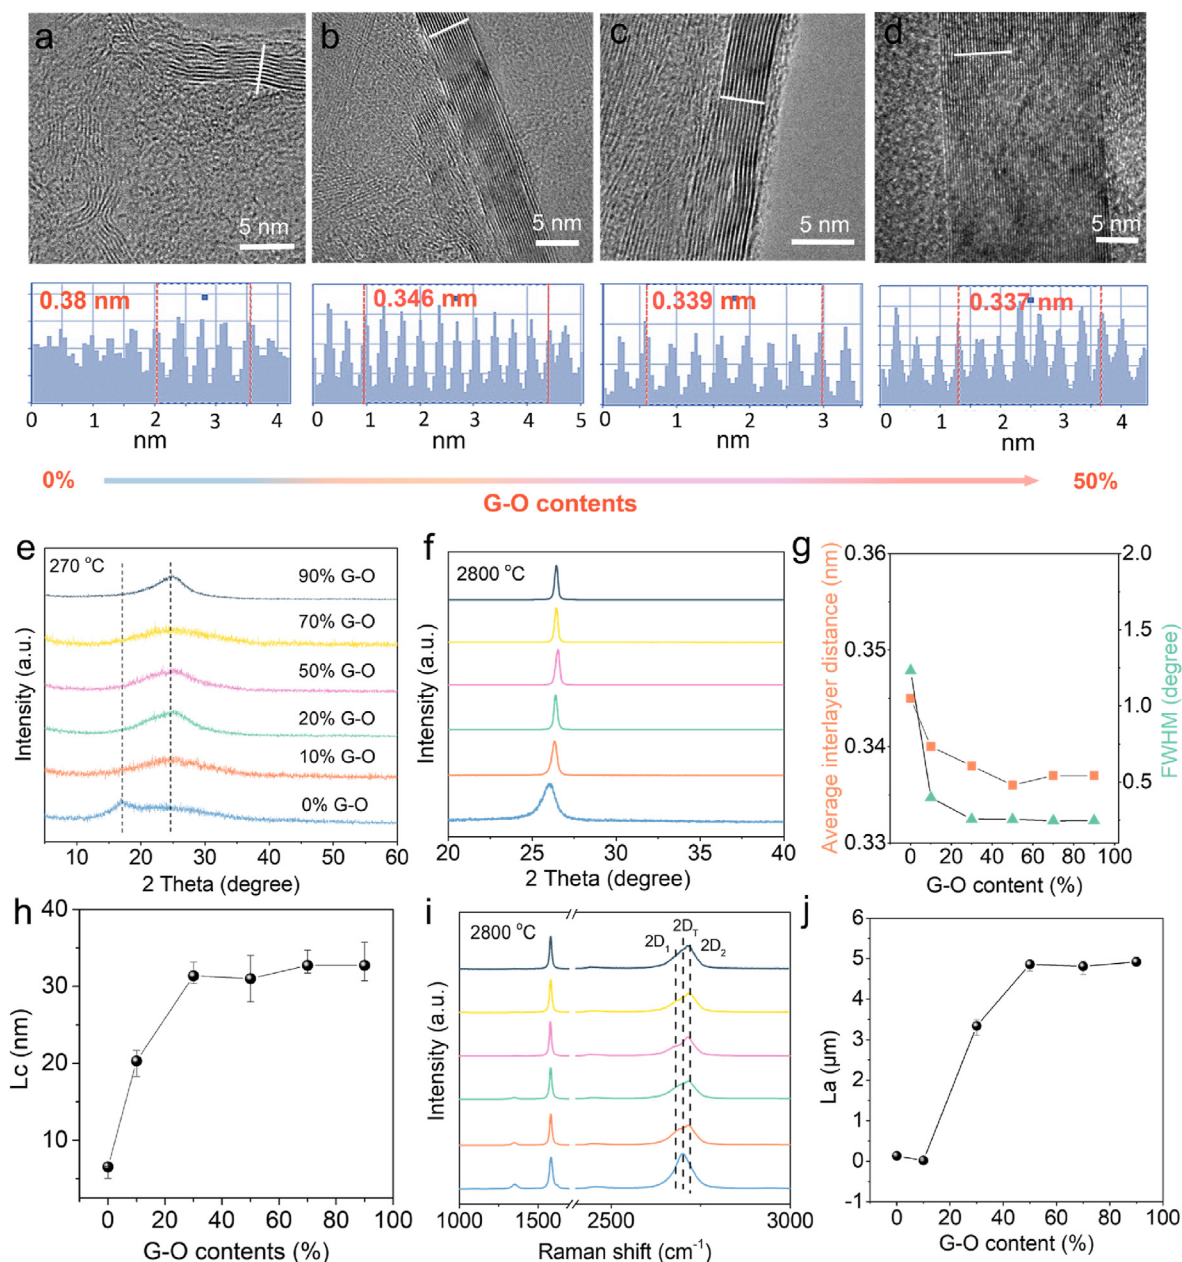 a
b
c
d
5 nm
5 nm
5 nm
5 nm
0.38 nm
0.346 nm
0.339 nm
0.337 nm
0 1 2 3 4
0 1 2 3 4 5
0 1 2 3
0 1 2 3 4
nm
nm
nm
nm
0%
G-O contents
50%
e
270 °C
90% G-O
70% G-O
50% G-O
20% G-O
10% G-O
0% G-O
Intensity (a.u.)
10 20 30 40 50 60
2 Theta (degree)
f
2800 °C
Intensity (a.u.)
20 25 30 35 40
2 Theta (degree)
g
Average interlayer distance (nm)
0.36
0.35
0.34
0.33
2.0
1.5
1.0
0.5
FWHM (degree)
0 20 40 60 80 100
G-O content (%)
h
Lc (nm)
40
30
20
10
0 20 40 60 80 100
G-O contents (%)
i
2800 °C
2D₁
2D_T
2D₂
Intensity (a.u.)
1000 1500 2500 3000
Raman shift (cm⁻¹)
j
La (μm)
6
5
4
3
2
1
0
-1
0 20 40 60 80 100
G-O content (%)